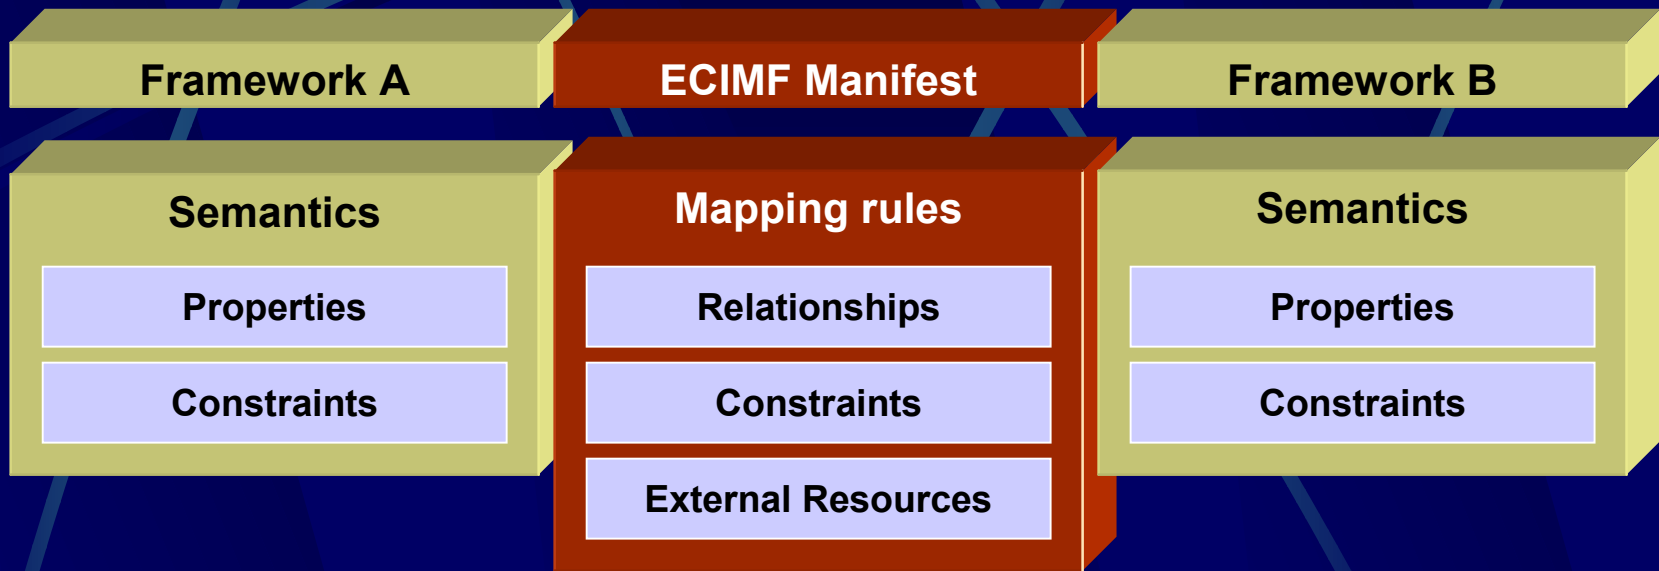 Framework A
ECIMF Manifest
Framework B
Semantics
Properties
Constraints
Mapping rules
Relationships
Constraints
External Resources
Semantics
Properties
Constraints